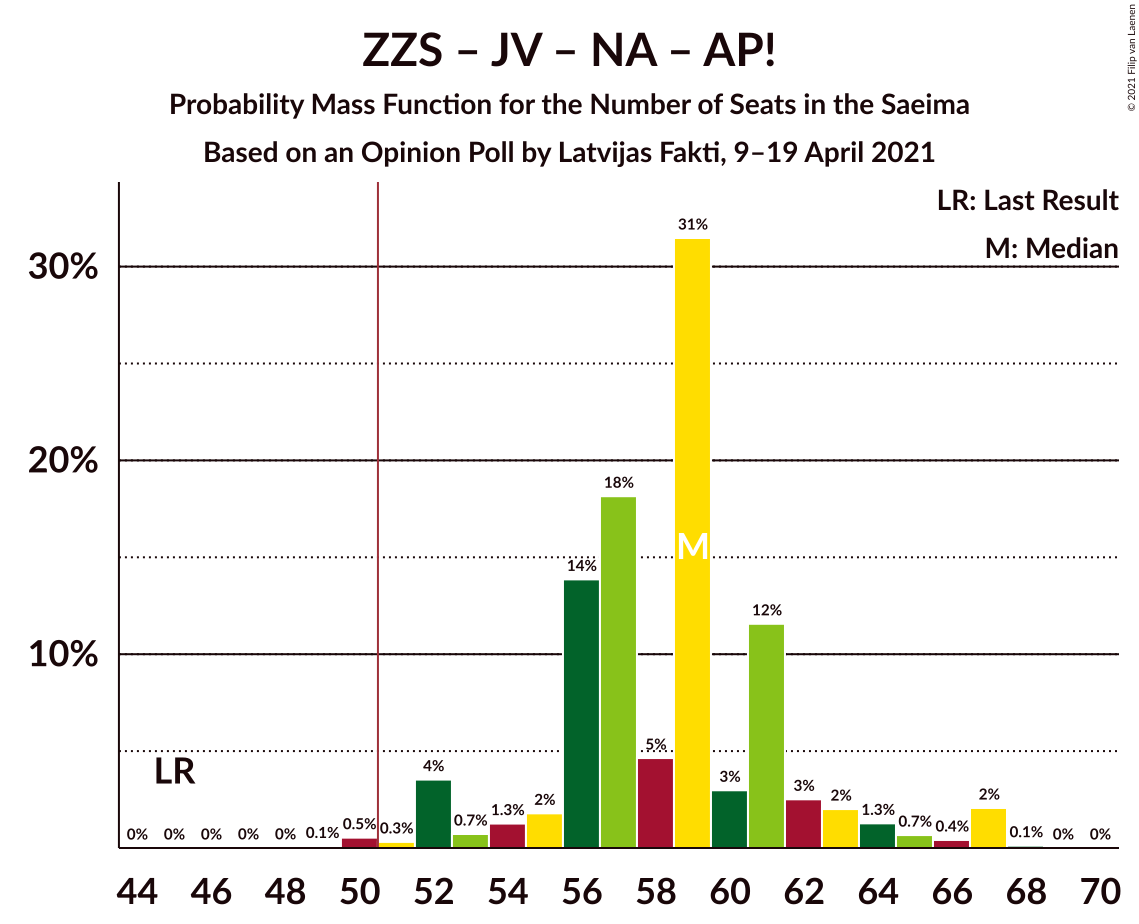 © 2021 Filip van Laenen
ZZS – JV – NA – AP!
Probability Mass Function for the Number of Seats in the Saeima
Based on an Opinion Poll by Latvijas Fakti, 9–19 April 2021
LR: Last Result
M: Median
30%
20%
10%
LR
M
0% 0% 0% 0% 0% 0.1% 0.5% 0.3% 4% 0.7% 1.3% 2% 14% 18% 5% 31% 3% 12% 3% 2% 1.3% 0.7% 0.4% 2% 0.1% 0% 0%
44 46 48 50 52 54 56 58 60 62 64 66 68 70